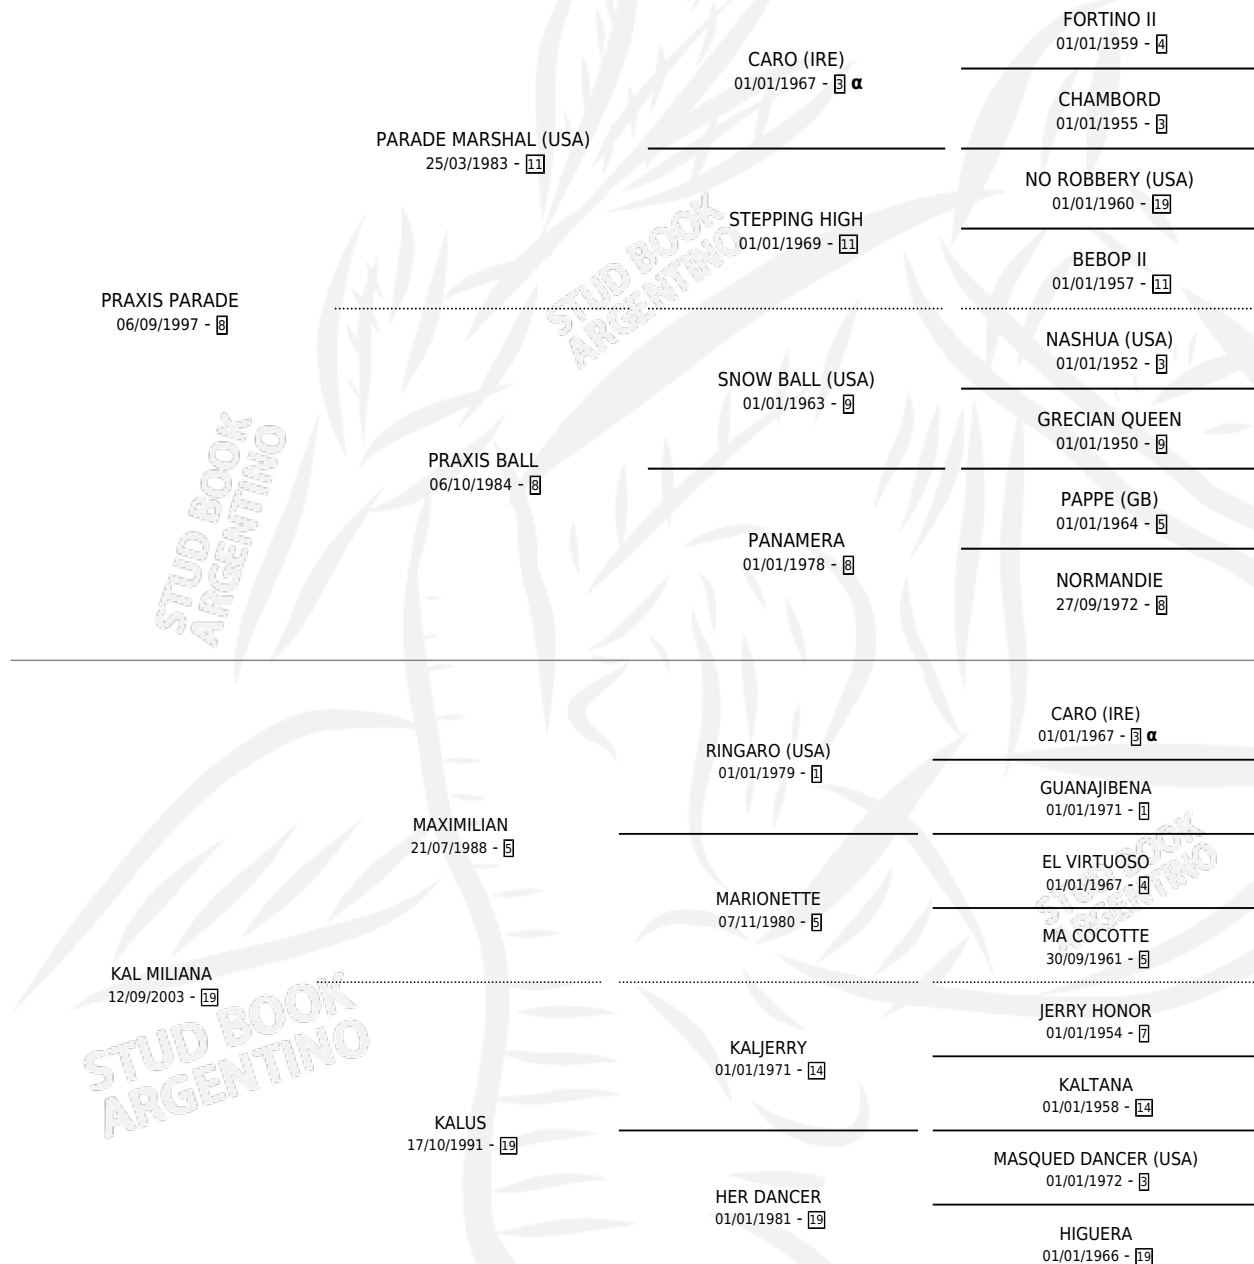 FORTINO II
01/01/1959 - 4
CARO (IRE)
01/01/1967 - 3 α
CHAMBORD
01/01/1955 - 3
PARADE MARSHAL (USA)
25/03/1983 - 11
NO ROBBERY (USA)
01/01/1960 - 19
STEPPING HIGH
01/01/1969 - 11
BEBOP II
01/01/1957 - 11
PRAXIS PARADE
06/09/1997 - 8
NASHUA (USA)
01/01/1952 - 3
SNOW BALL (USA)
01/01/1963 - 9
GRECIAN QUEEN
01/01/1950 - 9
PRAXIS BALL
06/10/1984 - 8
PAPPE (GB)
01/01/1964 - 5
PANAMERA
01/01/1978 - 8
NORMANDIE
27/09/1972 - 8
CARO (IRE)
01/01/1967 - 3 α
RINGARO (USA)
01/01/1979 - 1
GUANAJIBENA
01/01/1971 - 1
MAXIMILIAN
21/07/1988 - 5
EL VIRTUOSO
01/01/1967 - 4
MARIONETTE
07/11/1980 - 5
MA COCOTTE
30/09/1961 - 5
KAL MILIANA
12/09/2003 - 19
JERRY HONOR
01/01/1954 - 7
KALJERRY
01/01/1971 - 14
KALTANA
01/01/1958 - 14
KALUS
17/10/1991 - 19
MASQUED DANCER (USA)
01/01/1972 - 3
HER DANCER
01/01/1981 - 19
HIGUERA
01/01/1966 - 19
STUD BOOK
ARGENTINO
STUD BOOK
ARGENTINO
STUD BOOK
ARGENTINO
STUD BOOK
ARGENTINO